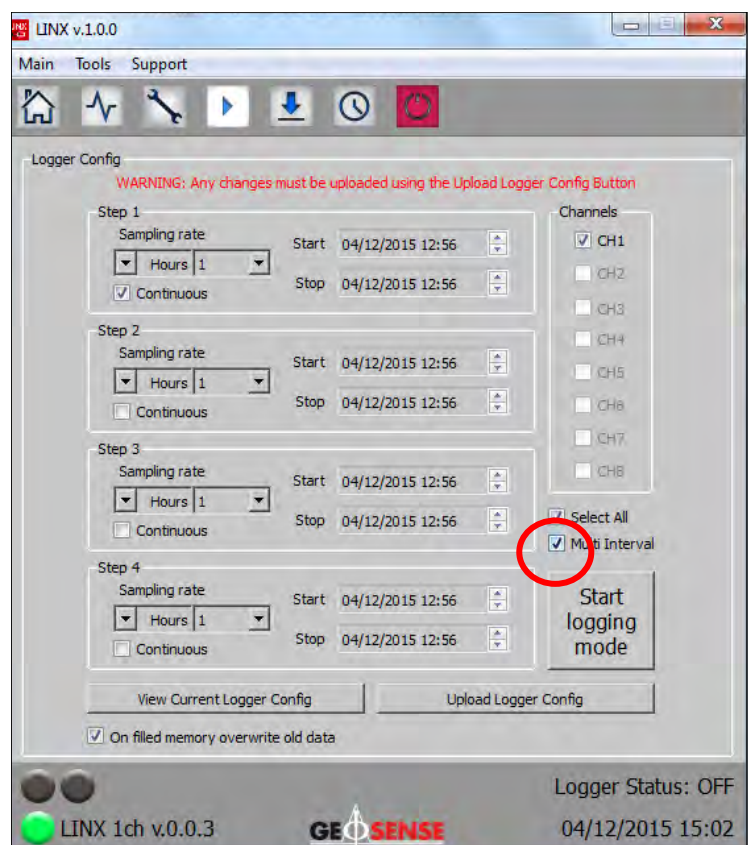 LINX v.1.0.0
Main Tools Support
Logger Config
WARNING: Any changes must be uploaded using the Upload Logger Config Button
Step 1
Sampling rate
Hours 1
Continuous
Start 04/12/2015 12:56
Stop 04/12/2015 12:56
Step 2
Sampling rate
Hours 1
Continuous
Start 04/12/2015 12:56
Stop 04/12/2015 12:56
Step 3
Sampling rate
Hours 1
Continuous
Start 04/12/2015 12:56
Stop 04/12/2015 12:56
Step 4
Sampling rate
Hours 1
Continuous
Start 04/12/2015 12:56
Stop 04/12/2015 12:56
Channels
CH1
CH2
CH3
CH4
CH5
CH6
CH7
CH8
Select All
Multi Interval
Start
logging
mode
View Current Logger Config
Upload Logger Config
On filled memory overwrite old data
Logger Status: OFF
LINX 1ch v.0.0.3
GEOSENSE
04/12/2015 15:02